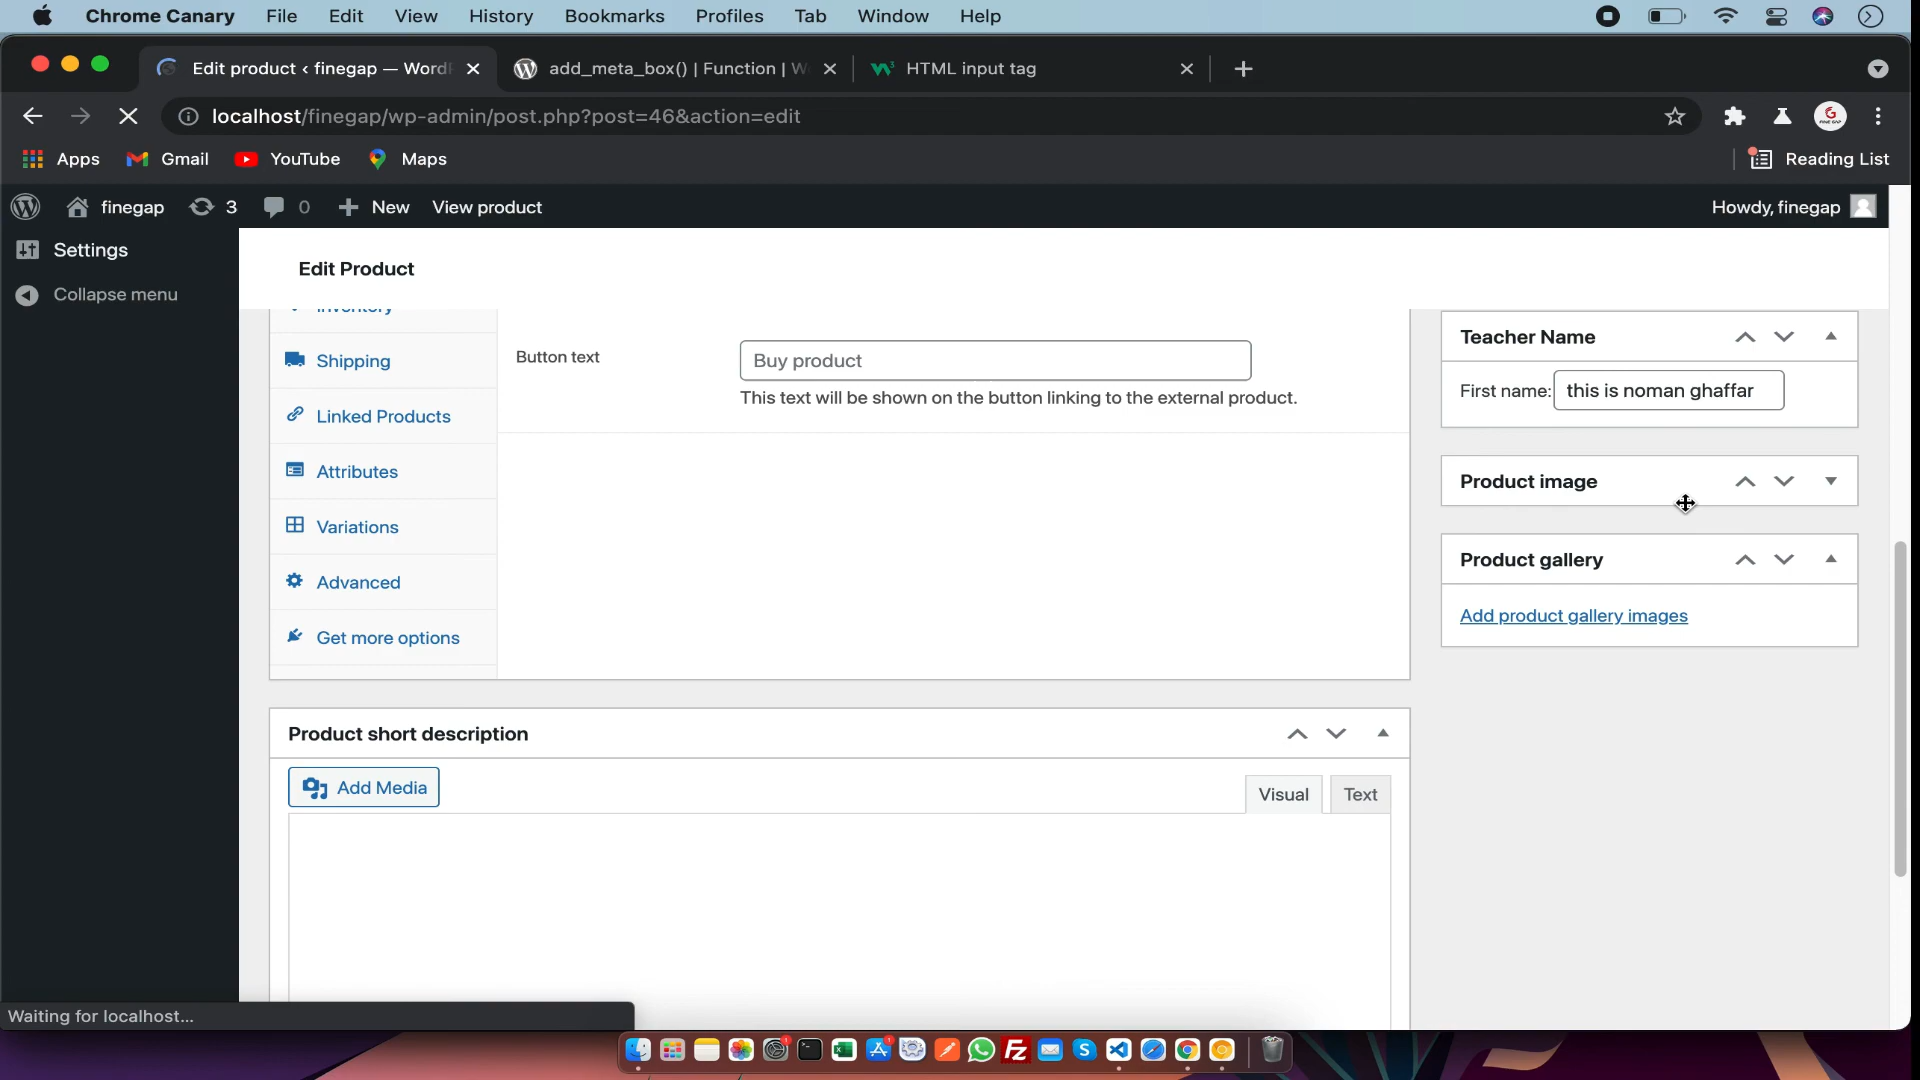 Chrome Canary File Edit View History Bookmarks Profiles Tab Window Help
Edit product ‹ finegap — Word add_meta_box() | Function | W HTML input tag
localhost/finegap/wp-admin/post.php?post=46&action=edit
Apps Gmail YouTube Maps Reading List
finegap 3 0 New View product Howdy, finegap
Settings
Collapse menu
Edit Product
Inventory
Shipping
Linked Products
Attributes
Variations
Advanced
Get more options
Button text Buy product
This text will be shown on the button linking to the external product.
Teacher Name
First name: this is noman ghaffar
Product image
Product gallery
Add product gallery images
Product short description
Add Media Visual Text
Waiting for localhost...